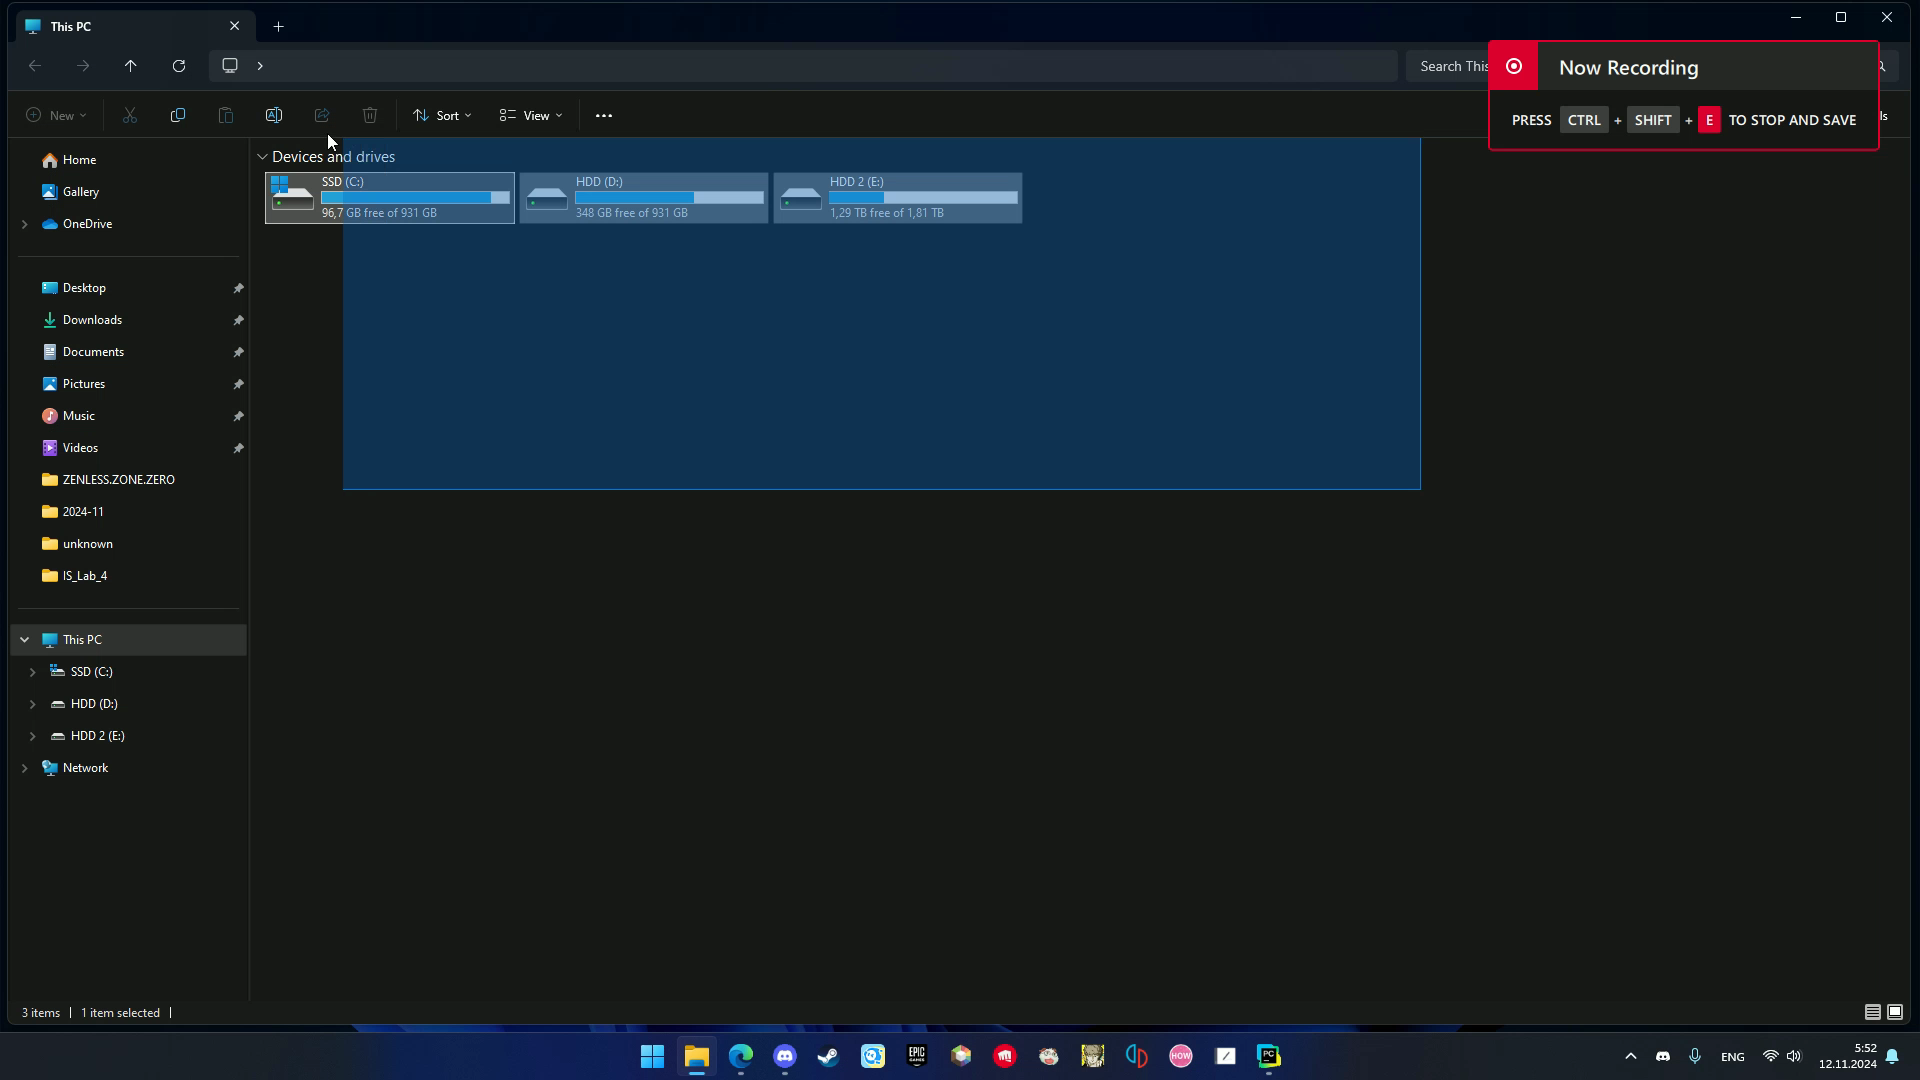 This PC
Search This
Now Recording
PRESS CTRL + SHIFT + E TO STOP AND SAVE
New
Sort
View
Home
Gallery
OneDrive
Desktop
Downloads
Documents
Pictures
Music
Videos
ZENLESS.ZONE.ZERO
2024-11
unknown
IS_Lab_4
This PC
SSD (C:)
HDD (D:)
HDD 2 (E:)
Network
Devices and drives
SSD (C:)
96,7 GB free of 931 GB
HDD (D:)
348 GB free of 931 GB
HDD 2 (E:)
1,29 TB free of 1,81 TB
3 items
1 item selected
EPIC
GAMES
HOW
PC
ENG
5:52
12.11.2024